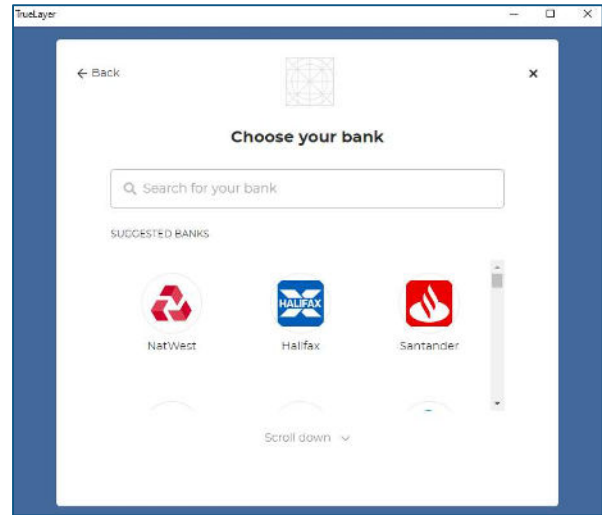 TrueLayer
← Back
×
Choose your bank
Search for your bank
SUGGESTED BANKS
HALIFAX
NatWest Halifax Santander
Scroll down